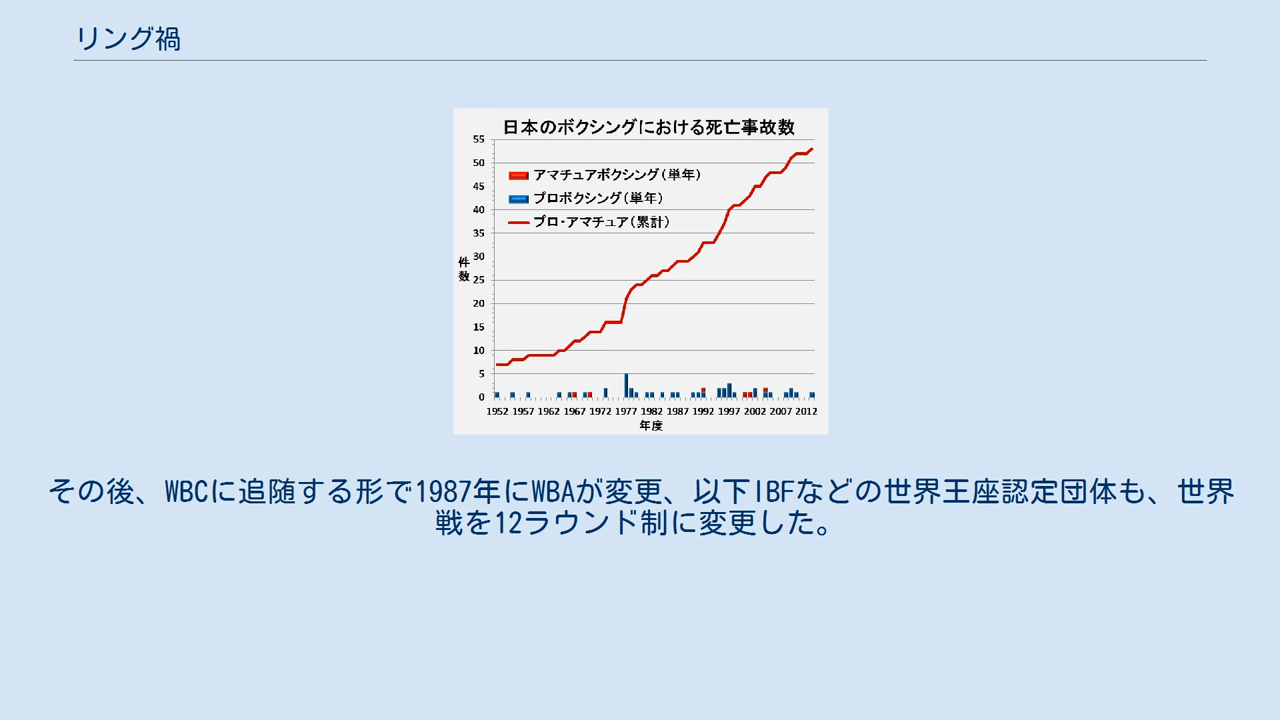 リング禍
日本のボクシングにおける死亡事故数
55
50
45
40
35
30
25
20
15
10
5
0
アマチュアボクシング(単年)
プロボクシング(単年)
プロ・アマチュア(累計)
件数
1952 1957 1962 1967 1972 1977 1982 1987 1992 1997 2002 2007 2012
年度
その後、WBCに追随する形で1987年にWBAが変更、以下IBFなどの世界王座認定団体も、世界
戦を12ラウンド制に変更した。